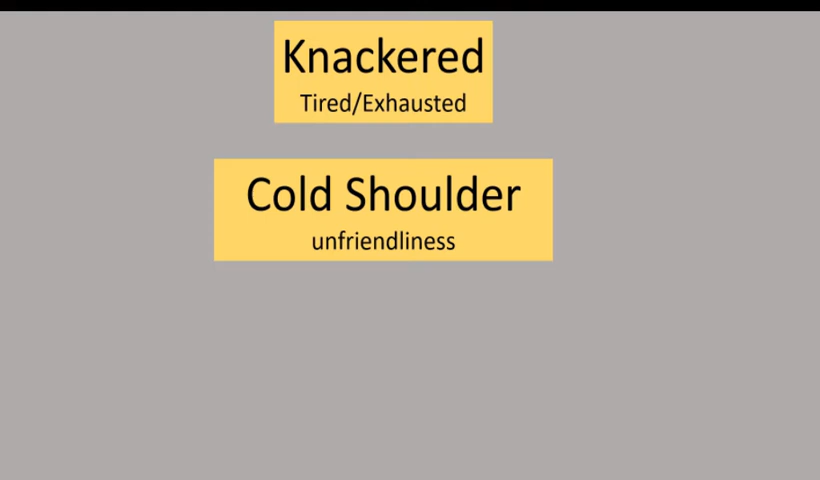 Knackered
Tired/Exhausted
Cold Shoulder
unfriendliness